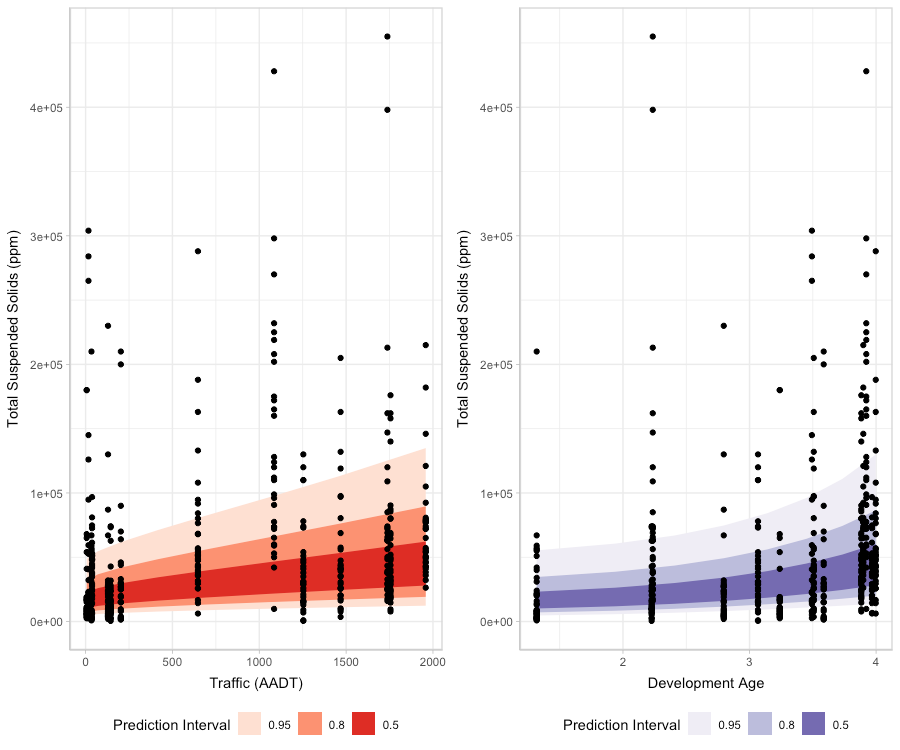 Total Suspended Solids (ppm)
4e+05
3e+05
2e+05
1e+05
0e+00
0 500 1000 1500 2000
Traffic (AADT)
Prediction Interval 0.95 0.8 0.5
Total Suspended Solids (ppm)
4e+05
3e+05
2e+05
1e+05
0e+00
2 3 4
Development Age
Prediction Interval 0.95 0.8 0.5